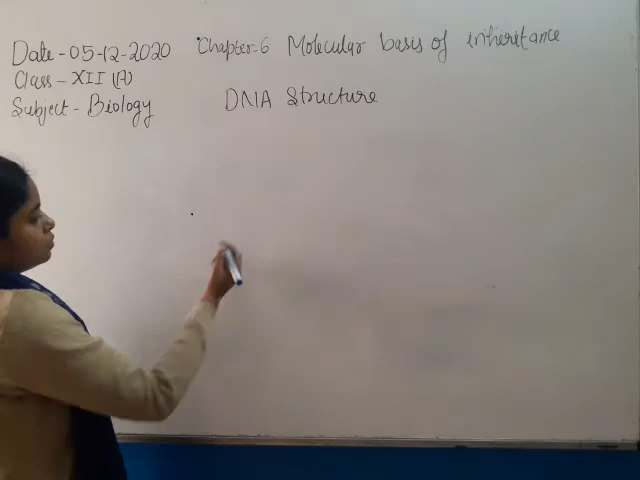 Date - 05-12-2020 Chapter-6 Molecular basis of inheritance
Class - XII (A)
Subject - Biology DNA Structure